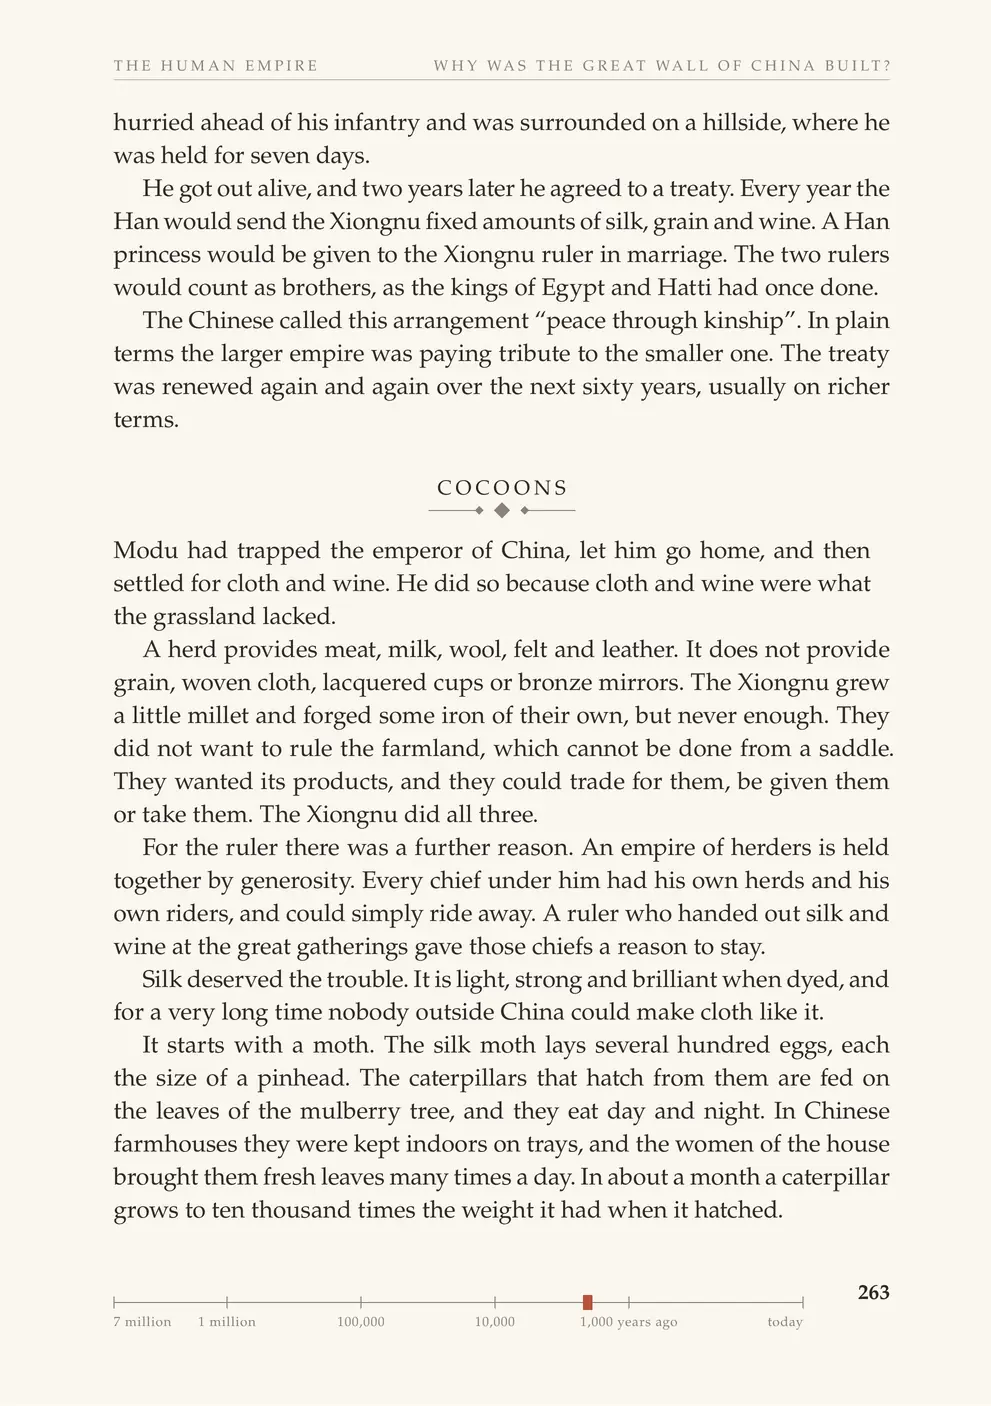 THE HUMAN EMPIRE
WHY WAS THE GREAT WALL OF CHINA BUILT?
hurried ahead of his infantry and was surrounded on a hillside, where he
was held for seven days.
He got out alive, and two years later he agreed to a treaty. Every year the
Han would send the Xiongnu fixed amounts of silk, grain and wine. A Han
princess would be given to the Xiongnu ruler in marriage. The two rulers
would count as brothers, as the kings of Egypt and Hatti had once done.
The Chinese called this arrangement “peace through kinship”. In plain
terms the larger empire was paying tribute to the smaller one. The treaty
was renewed again and again over the next sixty years, usually on richer
terms.
COCOONS
Modu had trapped the emperor of China, let him go home, and then
settled for cloth and wine. He did so because cloth and wine were what
the grassland lacked.
A herd provides meat, milk, wool, felt and leather. It does not provide
grain, woven cloth, lacquered cups or bronze mirrors. The Xiongnu grew
a little millet and forged some iron of their own, but never enough. They
did not want to rule the farmland, which cannot be done from a saddle.
They wanted its products, and they could trade for them, be given them
or take them. The Xiongnu did all three.
For the ruler there was a further reason. An empire of herders is held
together by generosity. Every chief under him had his own herds and his
own riders, and could simply ride away. A ruler who handed out silk and
wine at the great gatherings gave those chiefs a reason to stay.
Silk deserved the trouble. It is light, strong and brilliant when dyed, and
for a very long time nobody outside China could make cloth like it.
It starts with a moth. The silk moth lays several hundred eggs, each
the size of a pinhead. The caterpillars that hatch from them are fed on
the leaves of the mulberry tree, and they eat day and night. In Chinese
farmhouses they were kept indoors on trays, and the women of the house
brought them fresh leaves many times a day. In about a month a caterpillar
grows to ten thousand times the weight it had when it hatched.
263
7 million 1 million 100,000 10,000 1,000 years ago today